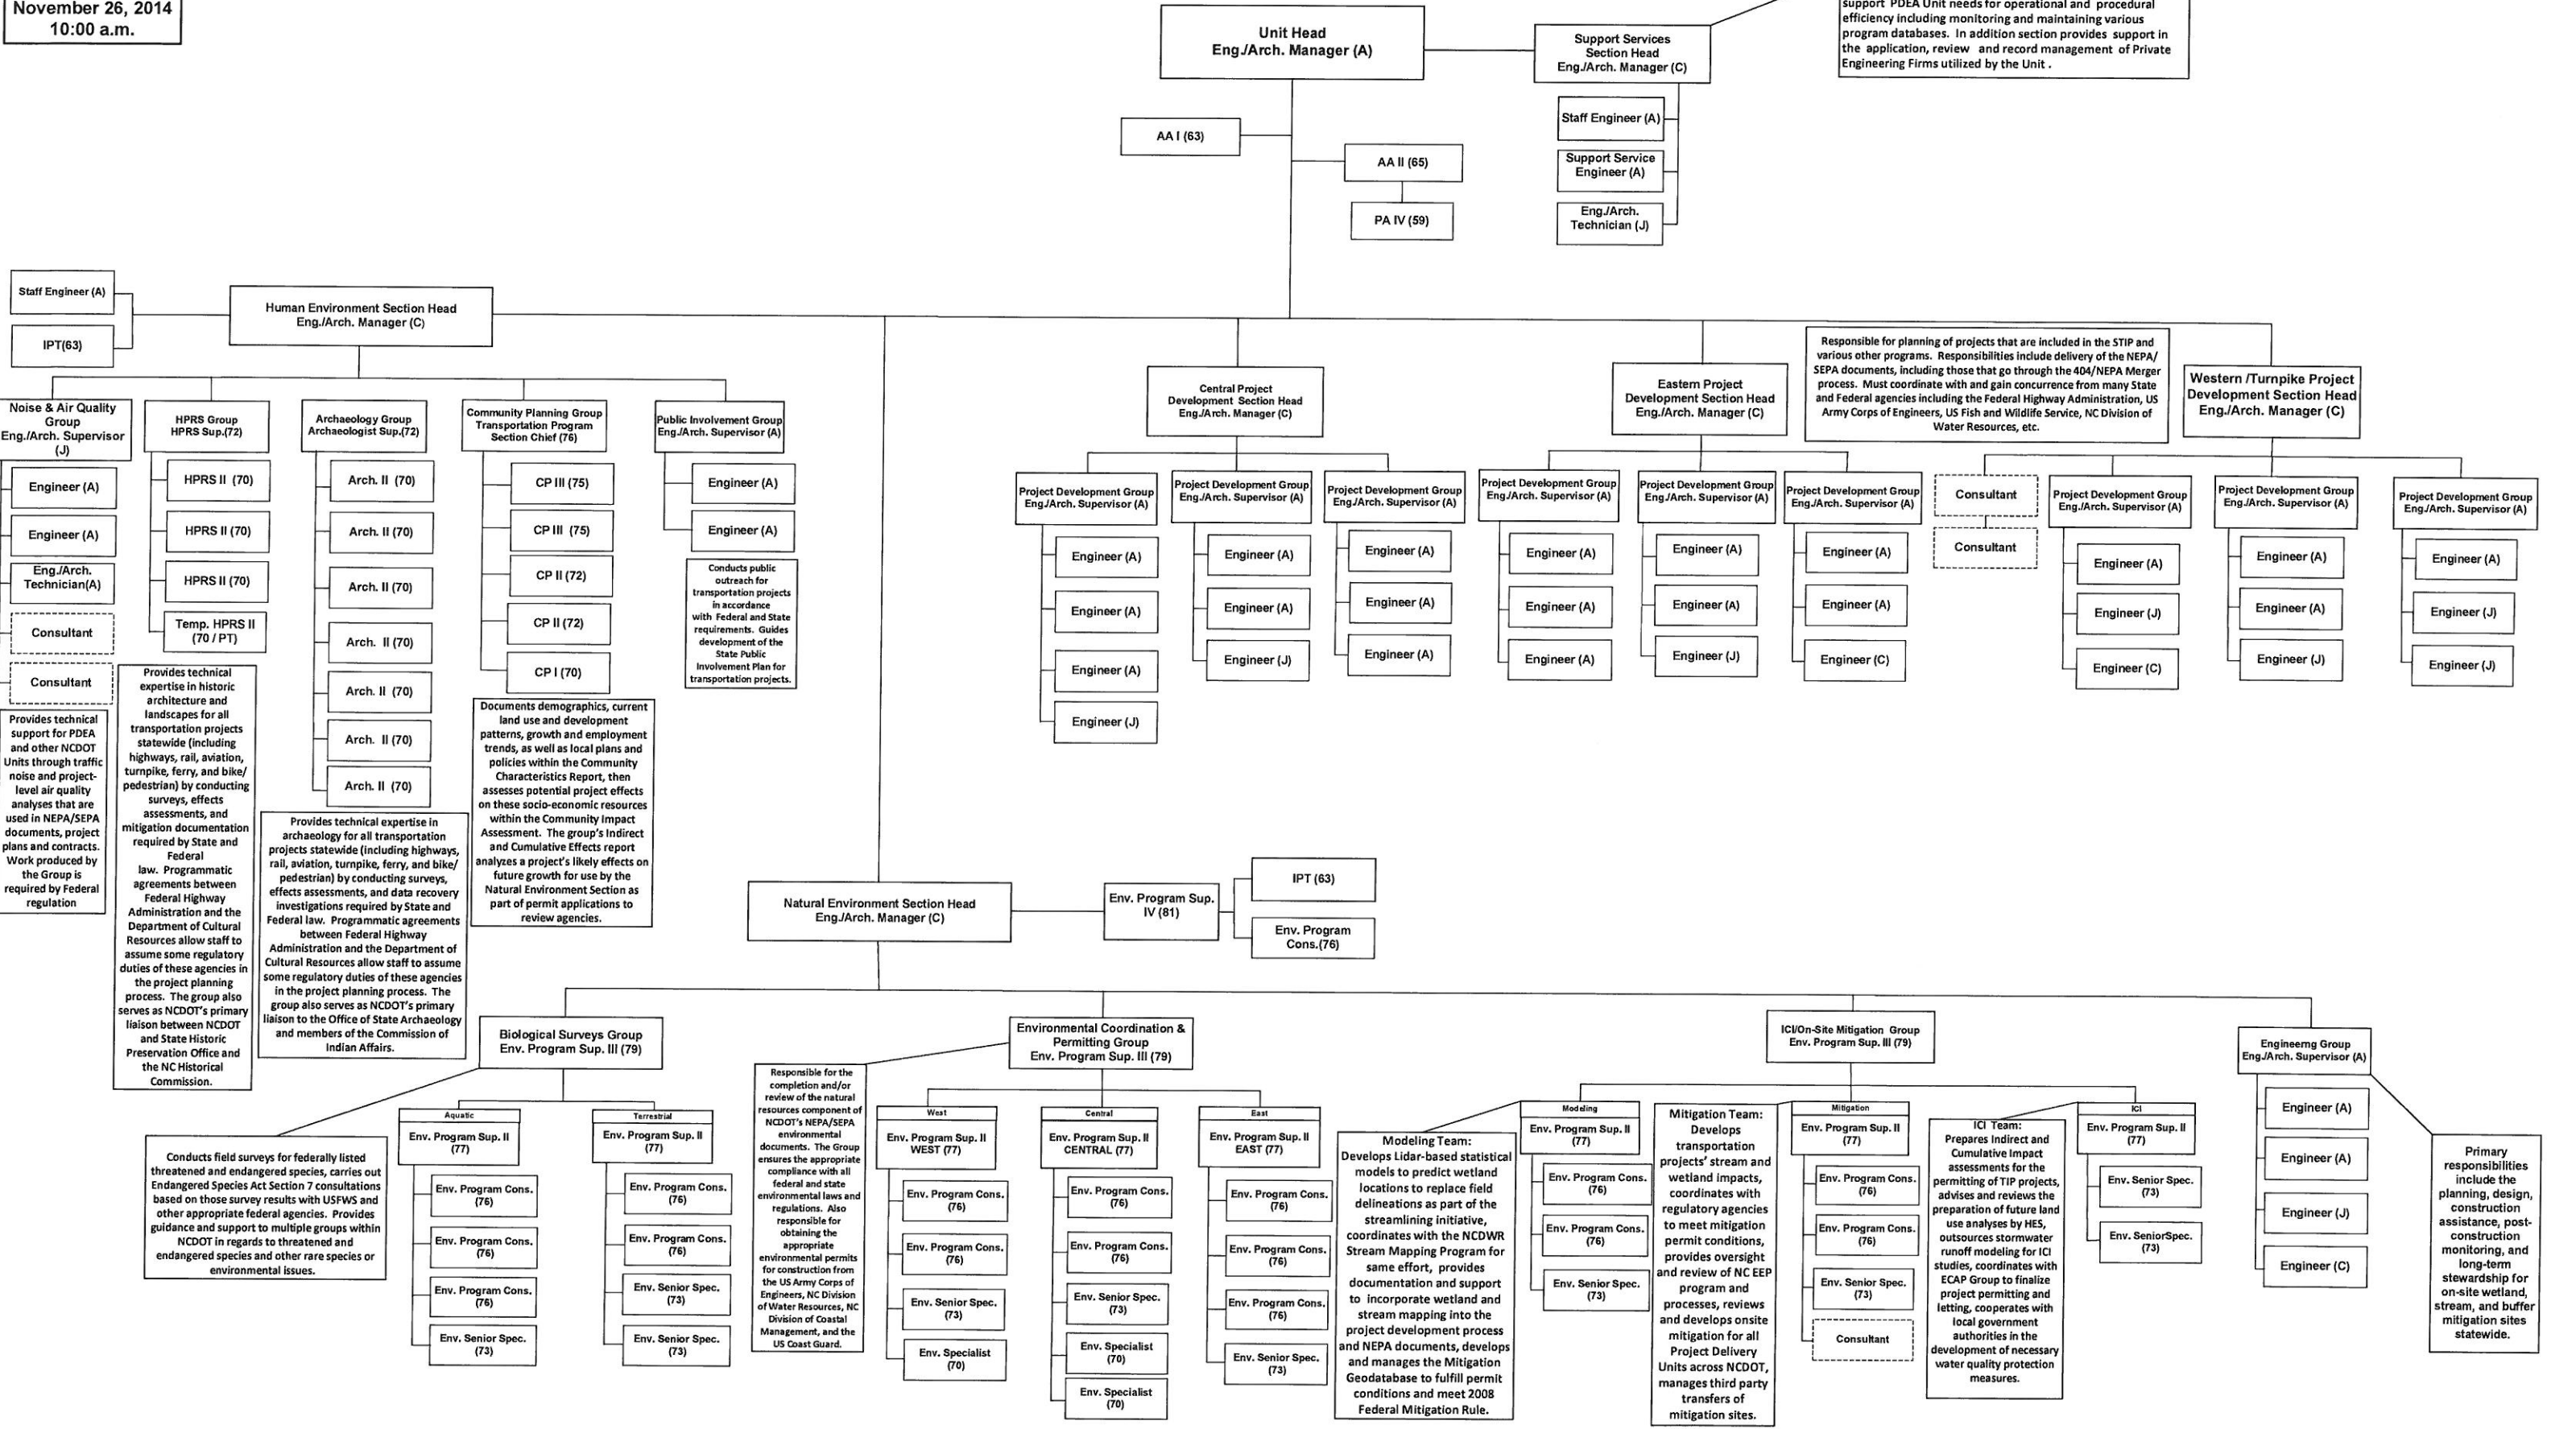 November 26, 2014
10:00 a.m.
Unit Head
Eng./Arch. Manager (A)
Support Services
Section Head
Eng./Arch. Manager (C)
support PDEA Unit needs for operational and procedural
efficiency including monitoring and maintaining various
program databases. In addition section provides support in
the application, review and record management of Private
Engineering Firms utilized by the Unit .
Staff Engineer (A)
Support Service
Engineer (A)
Eng./Arch.
Technician (J)
AA I (63)
AA II (65)
PA IV (59)
Staff Engineer (A)
IPT(63)
Human Environment Section Head
Eng./Arch. Manager (C)
Noise & Air Quality
Group
Eng./Arch. Supervisor
(J)
Engineer (A)
Engineer (A)
Eng./Arch.
Technician(A)
Consultant
Consultant
Provides technical
support for PDEA
and other NCDOT
Units through traffic
noise and project-
level air quality
analyses that are
used in NEPA/SEPA
documents, project
plans and contracts.
Work produced by
the Group is
required by Federal
regulation
HPRS Group
HPRS Sup.(72)
HPRS II (70)
HPRS II (70)
HPRS II (70)
Temp. HPRS II
(70 / PT)
Provides technical
expertise in historic
architecture and
landscapes for all
transportation projects
statewide (including
highways, rail, aviation,
turnpike, ferry, and bike/
pedestrian) by conducting
surveys, effects
assessments, and
mitigation documentation
required by State and
Federal
law. Programmatic
agreements between
Federal Highway
Administration and the
Department of Cultural
Resources allow staff to
assume some regulatory
duties of these agencies in
the project planning
process. The group also
serves as NCDOT's primary
liaison between NCDOT
and State Historic
Preservation Office and
the NC Historical
Commission.
Archaeology Group
Archaeologist Sup.(72)
Arch. II (70)
Arch. II (70)
Arch. II (70)
Arch. II (70)
Arch. II (70)
Arch. II (70)
Arch. II (70)
Provides technical expertise in
archaeology for all transportation
projects statewide (including highways,
rail, aviation, turnpike, ferry, and bike/
pedestrian) by conducting surveys,
effects assessments, and data recovery
investigations required by State and
Federal law. Programmatic agreements
between Federal Highway
Administration and the Department of
Cultural Resources allow staff to assume
some regulatory duties of these agencies
in the project planning process. The
group also serves as NCDOT's primary
liaison to the Office of State Archaeology
and members of the Commission of
Indian Affairs.
Community Planning Group
Transportation Program
Section Chief (76)
CP III (75)
CP III (75)
CP II (72)
CP II (72)
CP I (70)
Documents demographics, current
land use and development
patterns, growth and employment
trends, as well as local plans and
policies within the Community
Characteristics Report, then
assesses potential project effects
on these socio-economic resources
within the Community Impact
Assessment. The group's Indirect
and Cumulative Effects report
analyzes a project's likely effects on
future growth for use by the
Natural Environment Section as
part of permit applications to
review agencies.
Public Involvement Group
Eng./Arch. Supervisor (A)
Engineer (A)
Engineer (A)
Conducts public
outreach for
transportation projects
in accordance
with Federal and State
requirements. Guides
development of the
State Public
Involvement Plan for
transportation projects.
Central Project
Development Section Head
Eng./Arch. Manager (C)
Project Development Group
Eng./Arch. Supervisor (A)
Engineer (A)
Engineer (A)
Engineer (A)
Engineer (J)
Project Development Group
Eng./Arch. Supervisor (A)
Engineer (A)
Engineer (A)
Engineer (J)
Project Development Group
Eng./Arch. Supervisor (A)
Engineer (A)
Engineer (A)
Engineer (A)
Eastern Project
Development Section Head
Eng./Arch. Manager (C)
Project Development Group
Eng./Arch. Supervisor (A)
Engineer (A)
Engineer (A)
Engineer (A)
Project Development Group
Eng./Arch. Supervisor (A)
Engineer (A)
Engineer (A)
Engineer (J)
Project Development Group
Eng./Arch. Supervisor (A)
Engineer (A)
Engineer (A)
Engineer (C)
Responsible for planning of projects that are included in the STIP and
various other programs. Responsibilities include delivery of the NEPA/
SEPA documents, including those that go through the 404/NEPA Merger
process. Must coordinate with and gain concurrence from many State
and Federal agencies including the Federal Highway Administration, US
Army Corps of Engineers, US Fish and Wildlife Service, NC Division of
Water Resources, etc.
Western /Turnpike Project
Development Section Head
Eng./Arch. Manager (C)
Consultant
Consultant
Project Development Group
Eng./Arch. Supervisor (A)
Engineer (A)
Engineer (J)
Engineer (C)
Project Development Group
Eng./Arch. Supervisor (A)
Engineer (A)
Engineer (A)
Engineer (J)
Project Development Group
Eng./Arch. Supervisor (A)
Engineer (A)
Engineer (J)
Engineer (J)
Natural Environment Section Head
Eng./Arch. Manager (C)
Env. Program Sup.
IV (81)
IPT (63)
Env. Program
Cons.(76)
Biological Surveys Group
Env. Program Sup. III (79)
Conducts field surveys for federally listed
threatened and endangered species, carries out
Endangered Species Act Section 7 consultations
based on those survey results with USFWS and
other appropriate federal agencies. Provides
guidance and support to multiple groups within
NCDOT in regards to threatened and
endangered species and other rare species or
environmental issues.
Aquatic
Env. Program Sup. II
(77)
Env. Program Cons.
(76)
Env. Program Cons.
(76)
Env. Program Cons.
(76)
Env. Senior Spec.
(73)
Terrestrial
Env. Program Sup. II
(77)
Env. Program Cons.
(76)
Env. Program Cons.
(76)
Env. Senior Spec.
(73)
Env. Senior Spec.
(73)
Environmental Coordination &
Permitting Group
Env. Program Sup. III (79)
Responsible for the
completion and/or
review of the natural
resources component of
NCDOT's NEPA/SEPA
environmental
documents. The Group
ensures the appropriate
compliance with all
federal and state
environmental laws and
regulations. Also
responsible for
obtaining the
appropriate
environmental permits
for construction from
the US Army Corps of
Engineers, NC Division
of Water Resources, NC
Division of Coastal
Management, and the
US Coast Guard.
West
Env. Program Sup. II
WEST (77)
Env. Program Cons.
(76)
Env. Program Cons.
(76)
Env. Senior Spec.
(73)
Env. Specialist
(70)
Central
Env. Program Sup. II
CENTRAL (77)
Env. Program Cons.
(76)
Env. Program Cons.
(76)
Env. Senior Spec.
(73)
Env. Specialist
(70)
Env. Specialist
(70)
East
Env. Program Sup. II
EAST (77)
Env. Program Cons.
(76)
Env. Program Cons.
(76)
Env. Program Cons.
(76)
Env. Senior Spec.
(73)
ICI/On-Site Mitigation Group
Env. Program Sup. III (79)
Modeling Team:
Develops Lidar-based statistical
models to predict wetland
locations to replace field
delineations as part of the
streamlining initiative,
coordinates with the NCDWR
Stream Mapping Program for
same effort, provides
documentation and support
to incorporate wetland and
stream mapping into the
project development process
and NEPA documents, develops
and manages the Mitigation
Geodatabase to fulfill permit
conditions and meet 2008
Federal Mitigation Rule.
Modeling
Env. Program Sup. II
(77)
Env. Program Cons.
(76)
Env. Program Cons.
(76)
Env. Senior Spec.
(73)
Mitigation Team:
Develops
transportation
projects' stream and
wetland impacts,
coordinates with
regulatory agencies
to meet mitigation
permit conditions,
provides oversight
and review of NC EEP
program and
processes, reviews
and develops onsite
mitigation for all
Project Delivery
Units across NCDOT,
manages third party
transfers of
mitigation sites.
Mitigation
Env. Program Sup. II
(77)
Env. Program Cons.
(76)
Env. Program Cons.
(76)
Env. Senior Spec.
(73)
Consultant
ICI Team:
Prepares Indirect and
Cumulative Impact
assessments for the
permitting of TIP projects,
advises and reviews the
preparation of future land
use analyses by HES,
outsources stormwater
runoff modeling for ICI
studies, coordinates with
ECAP Group to finalize
project permitting and
letting, cooperates with
local government
authorities in the
development of necessary
water quality protection
measures.
ICI
Env. Program Sup. II
(77)
Env. Senior Spec.
(73)
Env. SeniorSpec.
(73)
Engineerng Group
Eng./Arch. Supervisor (A)
Engineer (A)
Engineer (A)
Engineer (J)
Engineer (C)
Primary
responsibilities
include the
planning, design,
construction
assistance, post-
construction
monitoring, and
long-term
stewardship for
on-site wetland,
stream, and buffer
mitigation sites
statewide.